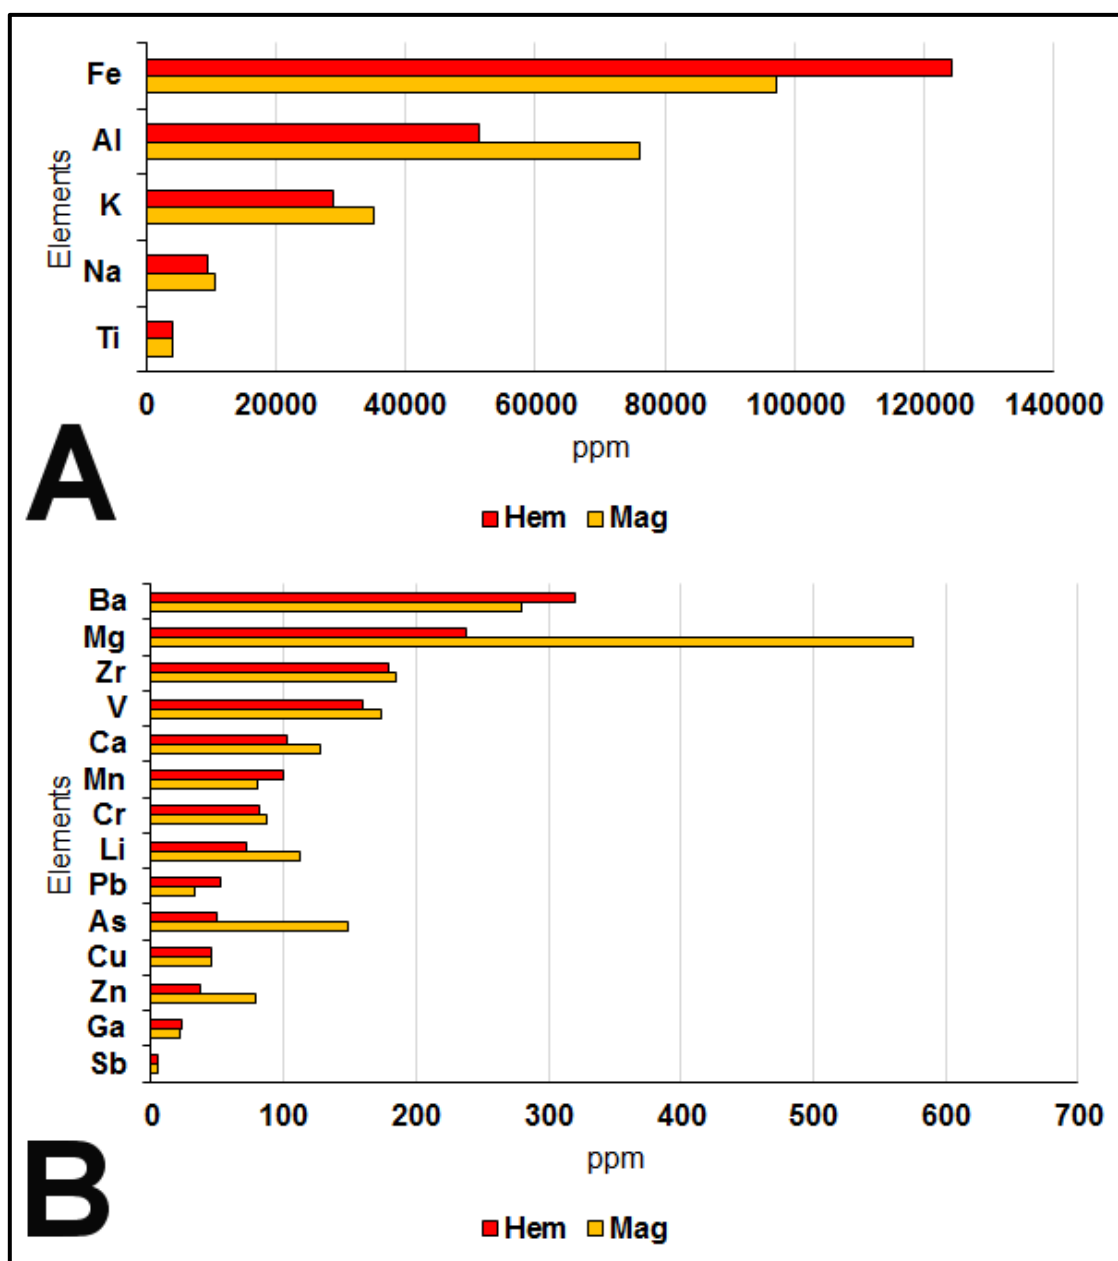 Fe
Al
K
Na
Ti
Elements
0 20000 40000 60000 80000 100000 120000 140000
ppm
A
Hem Mag
Ba
Mg
Zr
V
Ca
Mn
Cr
Li
Pb
As
Cu
Zn
Ga
Sb
Elements
0 100 200 300 400 500 600 700
ppm
B
Hem Mag